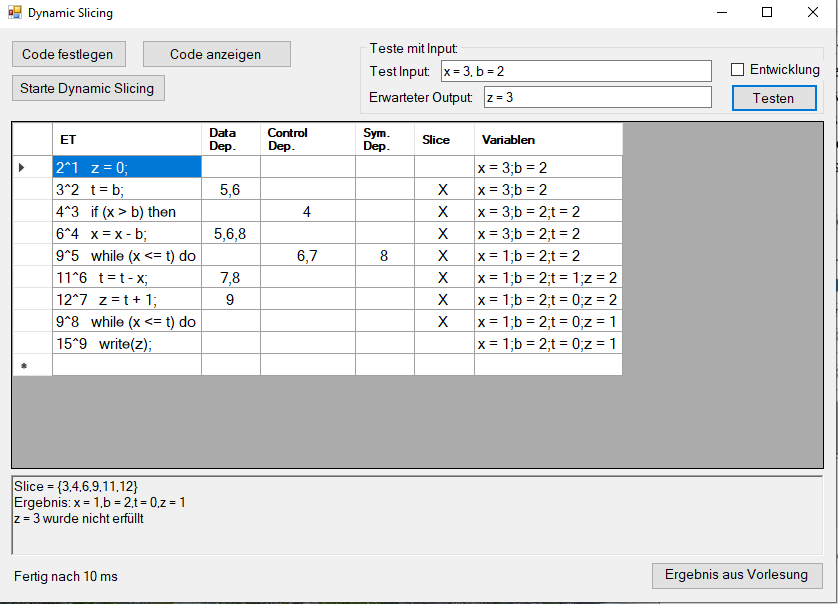 Dynamic Slicing
Code festlegen Code anzeigen
Starte Dynamic Slicing
Teste mit Input:
Test Input: x = 3, b = 2
Erwarteter Output: z = 3
Entwicklung
Testen
ET Data Dep. Control Dep. Sym. Dep. Slice Variablen
2^1 z = 0; x = 3;b = 2
3^2 t = b; 5,6 X x = 3;b = 2
4^3 if (x > b) then 4 X x = 3;b = 2;t = 2
6^4 x = x - b; 5,6,8 X x = 3;b = 2;t = 2
9^5 while (x <= t) do 6,7 8 X x = 1;b = 2;t = 2
11^6 t = t - x; 7,8 X x = 1;b = 2;t = 1;z = 2
12^7 z = t + 1; 9 X x = 1;b = 2;t = 0;z = 2
9^8 while (x <= t) do X x = 1;b = 2;t = 0;z = 1
15^9 write(z); x = 1;b = 2;t = 0;z = 1
*
Slice = {3,4,6,9,11,12}
Ergebnis: x = 1,b = 2,t = 0,z = 1
z = 3 wurde nicht erfüllt
Fertig nach 10 ms
Ergebnis aus Vorlesung